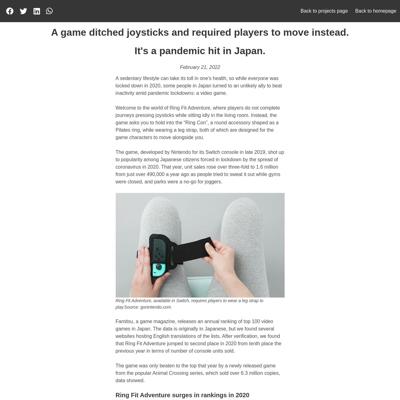 Back to projects page
Back to homepage
A game ditched joysticks and required players to move instead.
It's a pandemic hit in Japan.
February 21, 2022
A sedentary lifestyle can take its toll in one's health, so while everyone was
locked down in 2020, some people in Japan turned to an unlikely ally to beat
inactivity amid pandemic lockdowns: a video game.
Welcome to the world of Ring Fit Adventure, where players do not complete
journeys pressing joysticks while sitting idly in the living room. Instead, the
game asks you to hold into the "Ring Con", a round accessory shaped as a
Pilates ring, while wearing a leg strap, both of which are designed for the
game characters to move alongside you.
The game, developed by Nintendo for its Switch console in late 2019, shot up
to popularity among Japanese citizens forced in lockdown by the spread of
coronavirus in 2020. That year, unit sales rose over three-fold to 1.6 million
from just over 490,000 a year ago as people tried to sweat it out while gyms
were closed, and parks were a no-go for joggers.
Ring Fit Adventure, available in Switch, requires players to wear a leg strap to
play.Source: gonintendo.com
Famitsu, a game magazine, releases an annual ranking of top 100 video
games in Japan. The data is originally in Japanese, but we found several
websites hosting English translations of the lists. After verification, we found
that Ring Fit Adventure jumped to second place in 2020 from tenth place the
previous year in terms of number of console units sold.
The game was only beaten to the top that year by a newly released game
from the popular Animal Crossing series, which sold over 6.3 million copies,
data showed.
Ring Fit Adventure surges in rankings in 2020